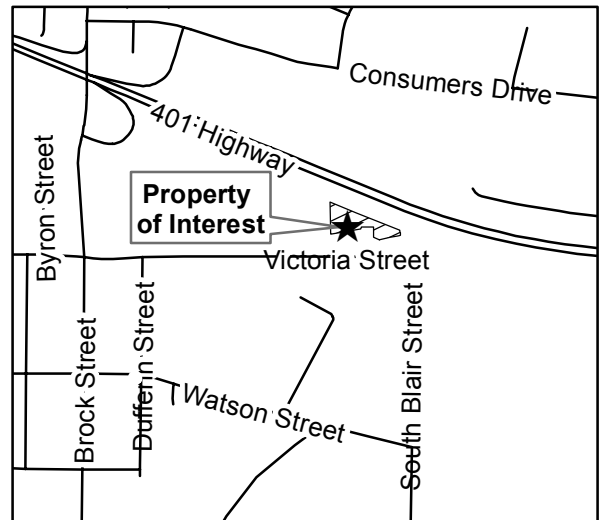 Consumers Drive
401 Highway
Byron Street
Property
of Interest
Victoria Street
Brock Street
Dufferin Street
Watson Street
South Blair Street